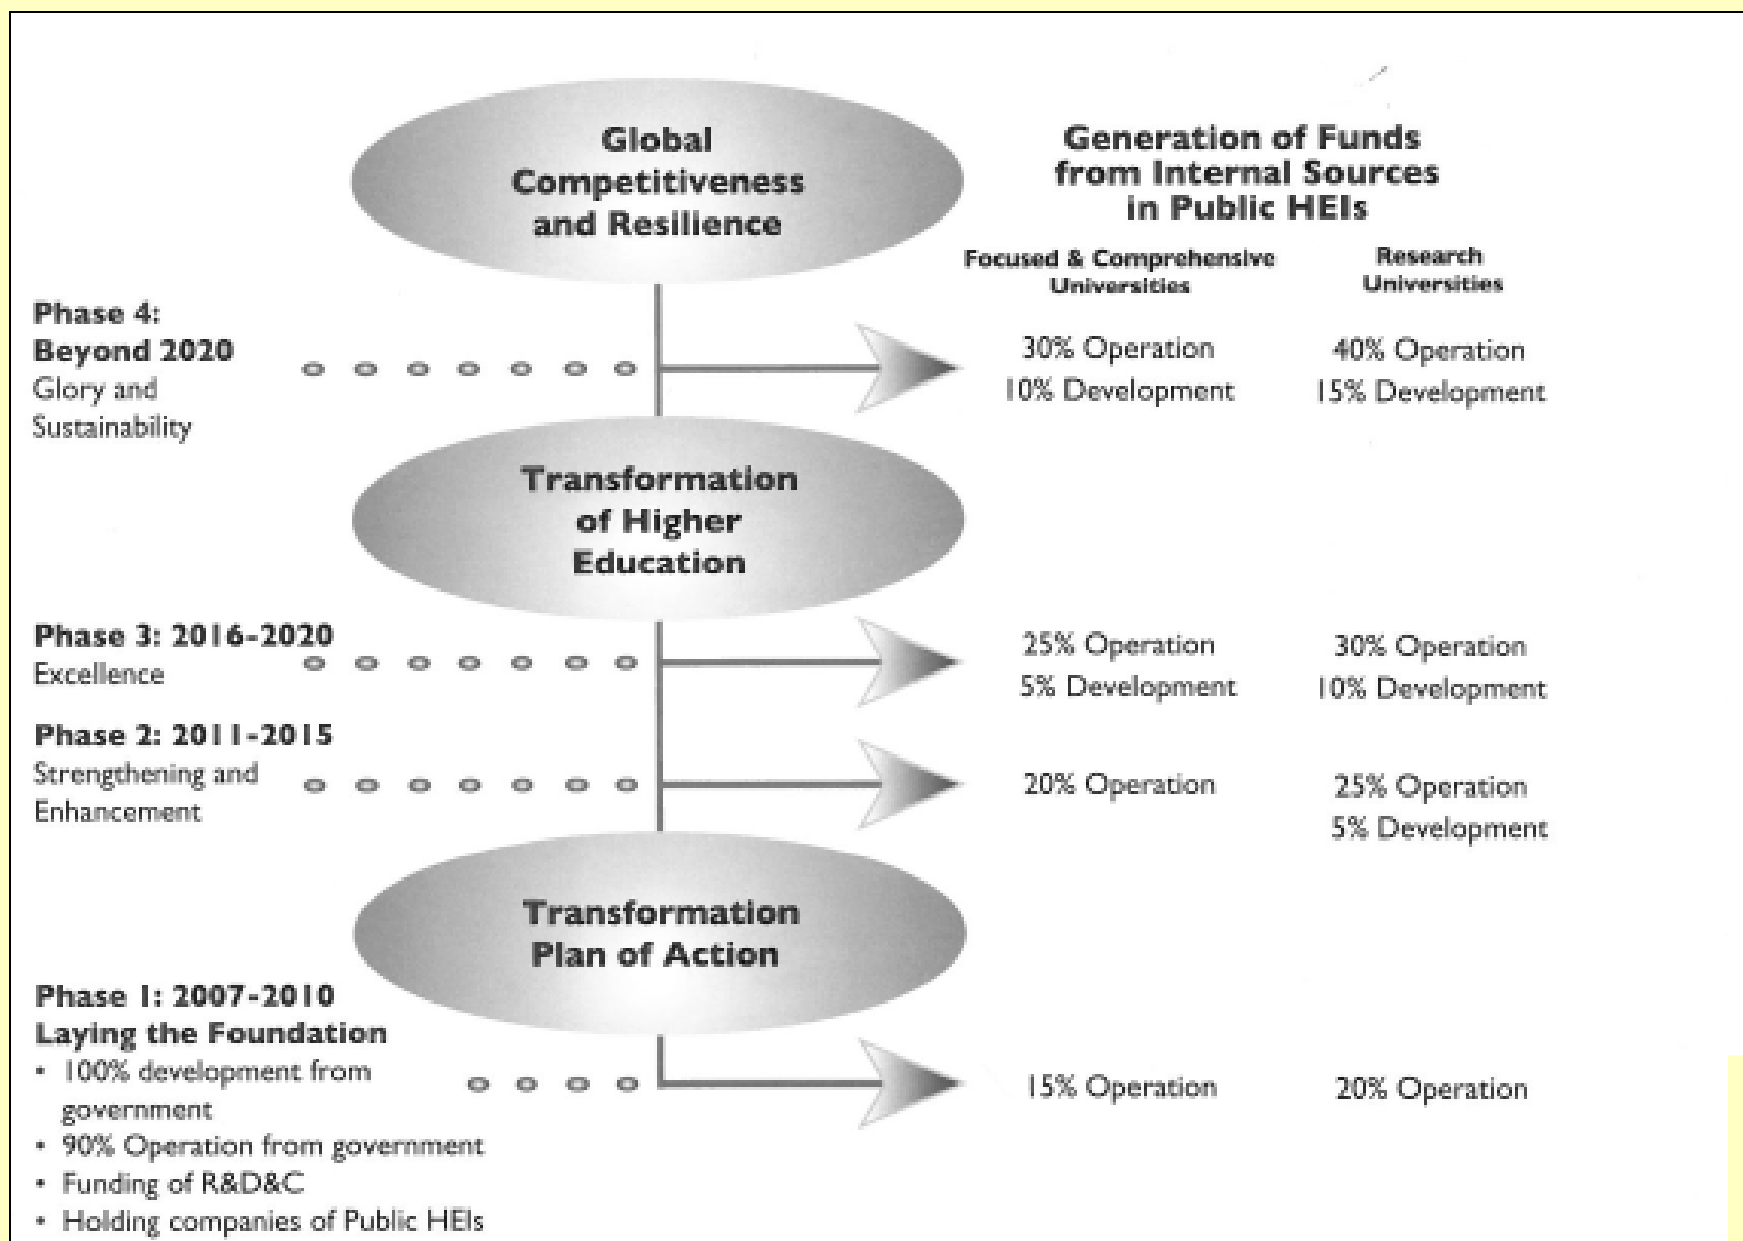 Global
Competitiveness
and Resilience
Generation of Funds
from Internal Sources
in Public HEIs
Focused & Comprehensive
Universities
Research
Universities
Phase 4:
Beyond 2020
Glory and
Sustainability
30% Operation
10% Development
40% Operation
15% Development
Transformation
of Higher
Education
Phase 3: 2016-2020
Excellence
25% Operation
5% Development
30% Operation
10% Development
Phase 2: 2011-2015
Strengthening and
Enhancement
20% Operation
25% Operation
5% Development
Transformation
Plan of Action
Phase 1: 2007-2010
Laying the Foundation
• 100% development from
government
• 90% Operation from government
• Funding of R&D&C
• Holding companies of Public HEIs
15% Operation
20% Operation